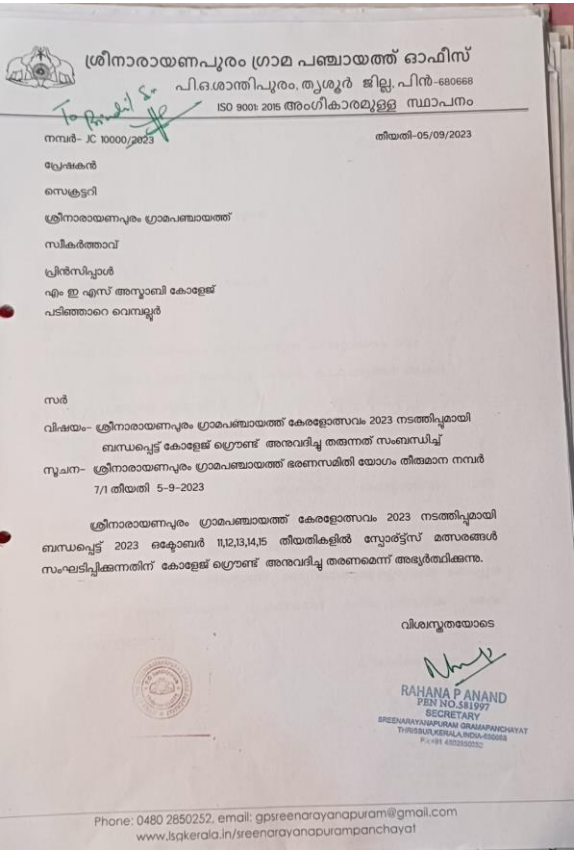 ശ്രീനാരായണപുരം ഗ്രാമ പഞ്ചായത്ത് ഓഫീസ്
പി.ഒ.ശാന്തിപുരം, തൃശൂർ ജില്ല, പിൻ-680668
ISO 9001: 2015 അംഗീകാരമുള്ള സ്ഥാപനം
To
നമ്പർ- JC 10000/2023 തീയതി-05/09/2023
പ്രേഷകൻ
സെക്രട്ടറി
ശ്രീനാരായണപുരം ഗ്രാമപഞ്ചായത്ത്
സ്വീകർത്താവ്
പ്രിൻസിപ്പാൾ
എം ഇ എസ് അസ്മാബി കോളേജ്
പടിഞ്ഞാറെ വെമ്പല്ലൂർ
സർ
വിഷയം- ശ്രീനാരായണപുരം ഗ്രാമപഞ്ചായത്ത് കേരളോത്സവം 2023 നടത്തിപ്പുമായി
ബന്ധപ്പെട്ട് കോളേജ് ഗ്രൌണ്ട് അനുവദിച്ചു തരുന്നത് സംബന്ധിച്ച്
സൂചന- ശ്രീനാരായണപുരം ഗ്രാമപഞ്ചായത്ത് ഭരണസമിതി യോഗം തീരുമാന നമ്പർ
7/1 തീയതി 5-9-2023
ശ്രീനാരായണപുരം ഗ്രാമപഞ്ചായത്ത് കേരളോത്സവം 2023 നടത്തിപ്പുമായി
ബന്ധപ്പെട്ട് 2023 ഒക്ടോബർ 11,12,13,14,15 തീയതികളിൽ സ്പോർട്ട്സ് മത്സരങ്ങൾ
സംഘടിപ്പിക്കുന്നതിന് കോളേജ് ഗ്രൌണ്ട് അനുവദിച്ചു തരണമെന്ന് അഭ്യർത്ഥിക്കുന്നു.
വിശ്വസ്തതയോടെ
RAHANA P ANAND
PEN NO.581997
SECRETARY
SREENARAYANAPURAM GRAMAPANCHAYAT
THRISSUR,KERALA,INDIA-680668
Phone: 0480 2850252, email: gpsreenarayanapuram@gmail.com
www.lsgkerala.in/sreenarayanapurampanchayat